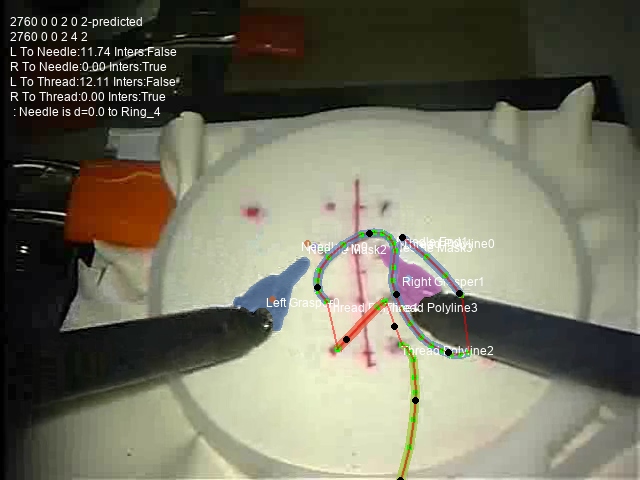 2760 0 0 2 0 2-predicted
2760 0 0 2 4 2
L To Needle:11.74 Inters:False
R To Needle:0.00 Inters:True
L To Thread:12.11 Inters:False
R To Thread:0.00 Inters:True
: Needle is d=0.0 to Ring_4
Right Grasper1
Left Grasper0
Polyline3
Thread Polyline2